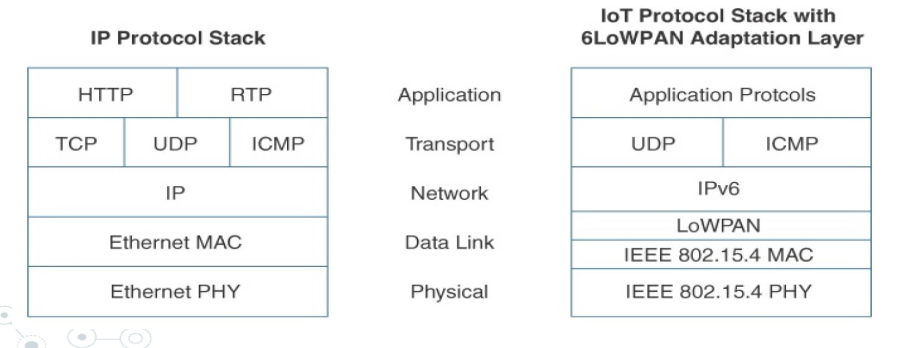 IP Protocol Stack
IoT Protocol Stack with
6LoWPAN Adaptation Layer
HTTP RTP Application Application Protcols
TCP UDP ICMP Transport UDP ICMP
IP Network IPv6
LoWPAN
Ethernet MAC Data Link
IEEE 802.15.4 MAC
Ethernet PHY Physical IEEE 802.15.4 PHY